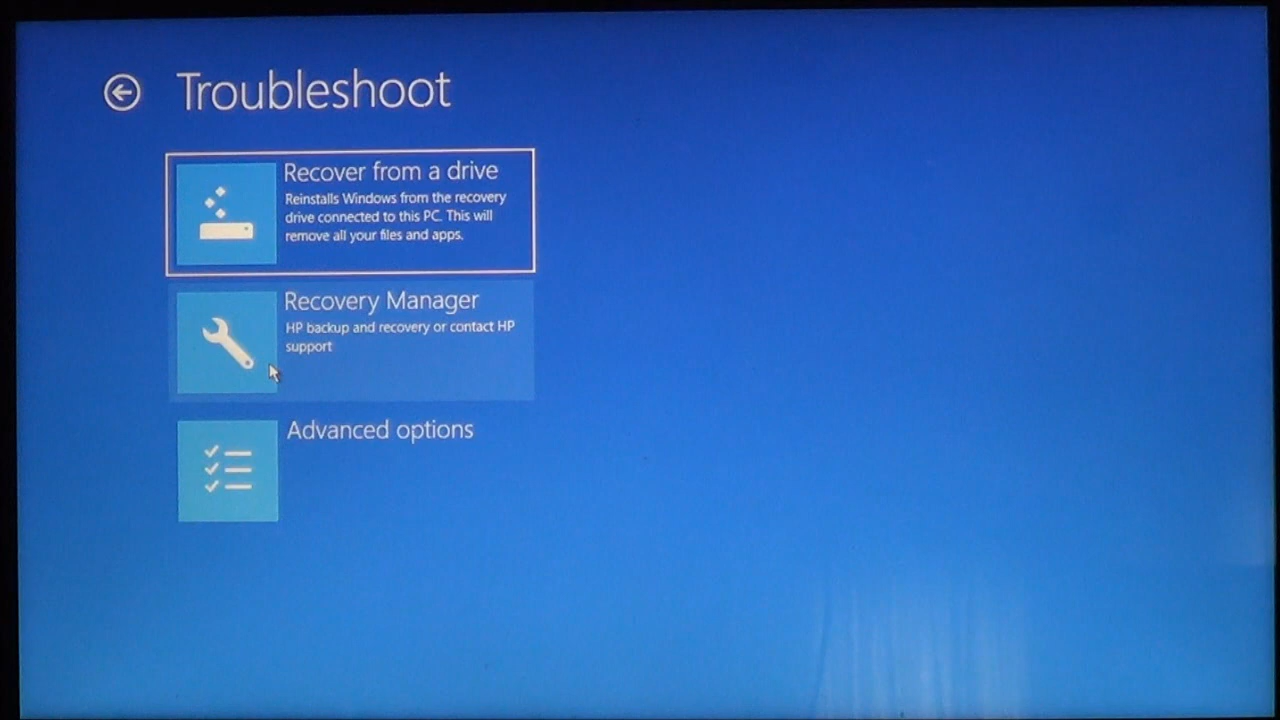 Troubleshoot
Recover from a drive
Reinstalls Windows from the recovery
drive connected to this PC. This will
remove all your files and apps.
Recovery Manager
HP backup and recovery or contact HP
support
Advanced options